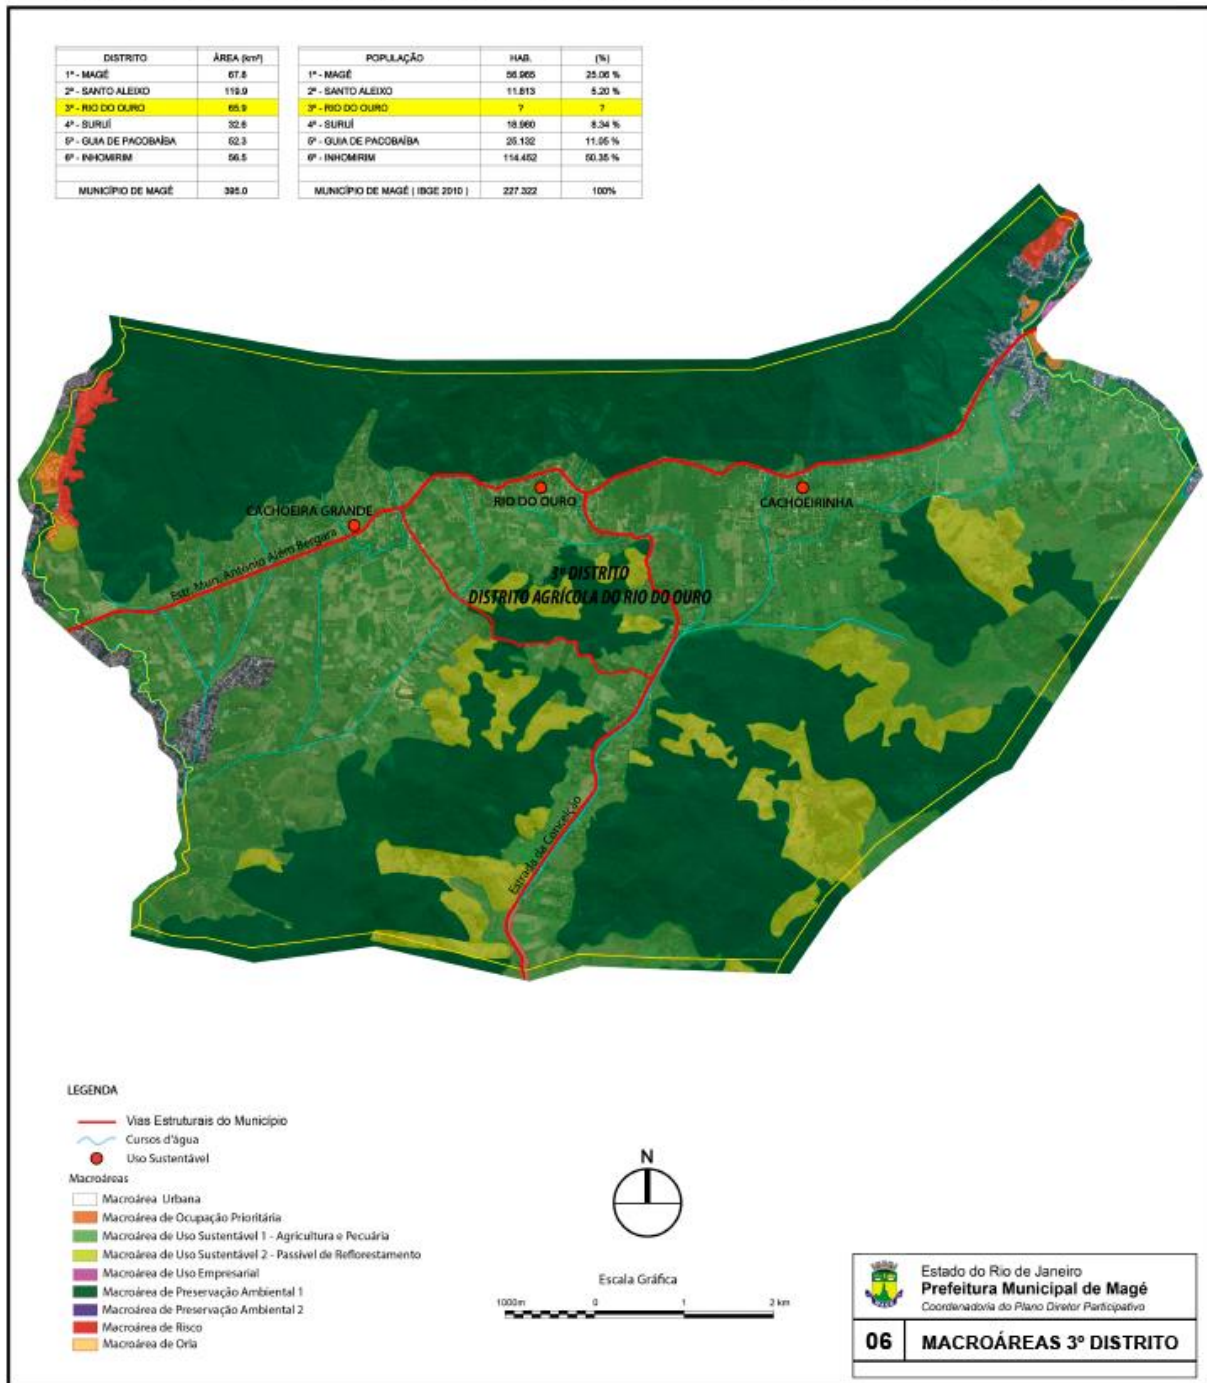 DISTRITO ÁREA (km²)
1º - MAGÉ 67.8
2º - SANTO ALEIXO 119.9
3º - RIO DO OURO 65.9
4º - SURUÍ 32.6
5º - GUIA DE PACOBAÍBA 52.3
6º - INHOMIRIM 56.5
MUNICÍPIO DE MAGÉ 395.0
POPULAÇÃO HAB. (%)
1º - MAGÉ 56.965 25.06 %
2º - SANTO ALEIXO 11.813 5.20 %
3º - RIO DO OURO ? ?
4º - SURUÍ 18.960 8.34 %
5º - GUIA DE PACOBAÍBA 25.132 11.05 %
6º - INHOMIRIM 114.452 50.35 %
MUNICÍPIO DE MAGÉ ( IBGE 2010 ) 227.322 100%
RIO DO OURO
CACHOEIRINHA
CACHOEIRA GRANDE
Estr. Mun. Antônio Além Bergara
3º DISTRITO
DISTRITO AGRÍCOLA DO RIO DO OURO
Estrada da Conceição
LEGENDA
Vias Estruturais do Município
Cursos d'água
Uso Sustentável
Macroáreas
Macroárea Urbana
Macroárea de Ocupação Prioritária
Macroárea de Uso Sustentável 1 - Agricultura e Pecuária
Macroárea de Uso Sustentável 2 - Passível de Reflorestamento
Macroárea de Uso Empresarial
Macroárea de Preservação Ambiental 1
Macroárea de Preservação Ambiental 2
Macroárea de Risco
Macroárea de Orla
N
Escala Gráfica
1000m 0 1 2 km
Estado do Rio de Janeiro
Prefeitura Municipal de Magé
Coordenadoria do Plano Diretor Participativo
06 MACROÁREAS 3º DISTRITO